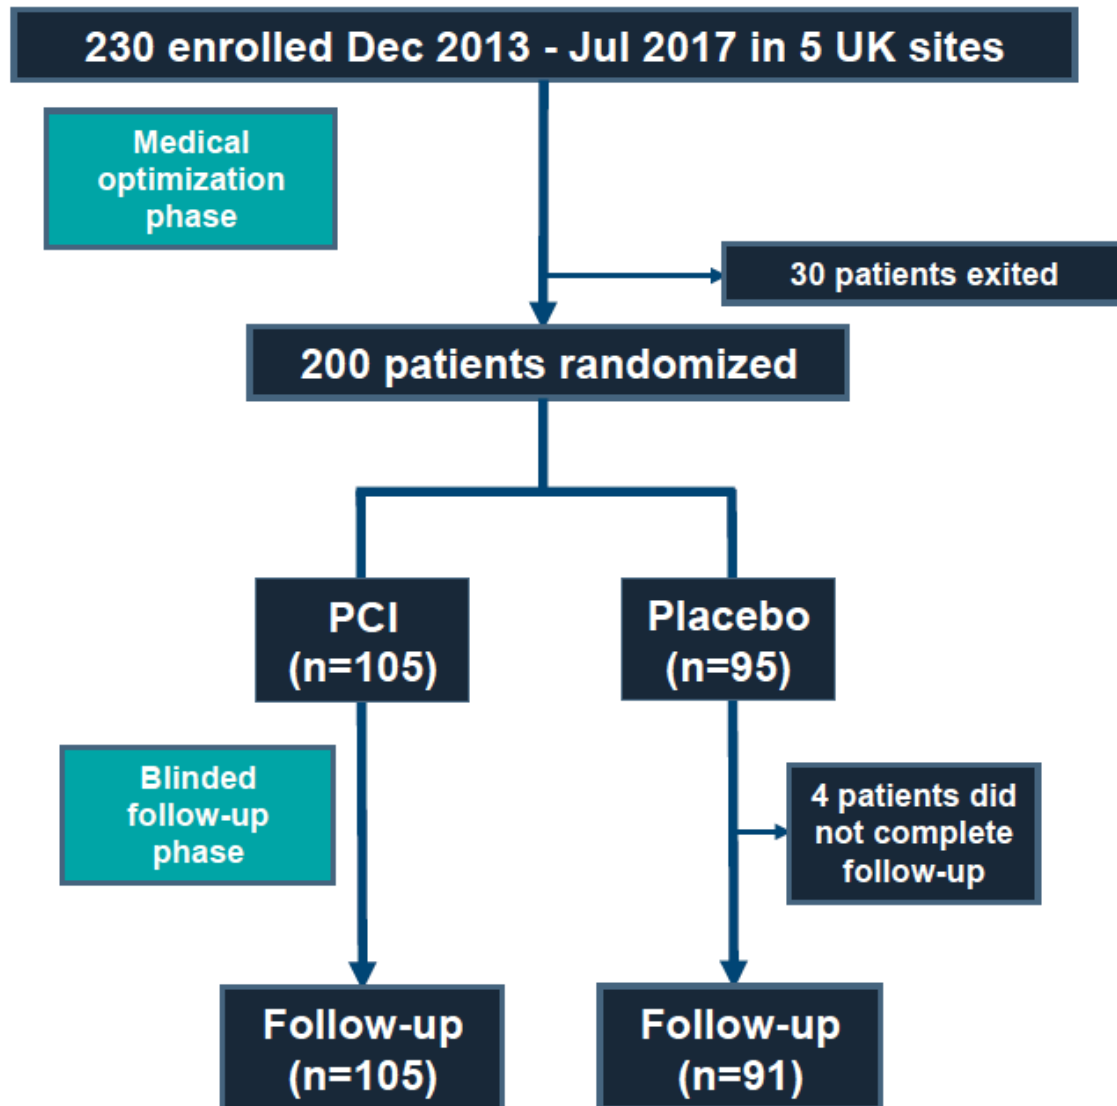 230 enrolled Dec 2013 - Jul 2017 in 5 UK sites
Medical
optimization
phase
30 patients exited
200 patients randomized
PCI
(n=105)
Placebo
(n=95)
Blinded
follow-up
phase
4 patients did
not complete
follow-up
Follow-up
(n=105)
Follow-up
(n=91)